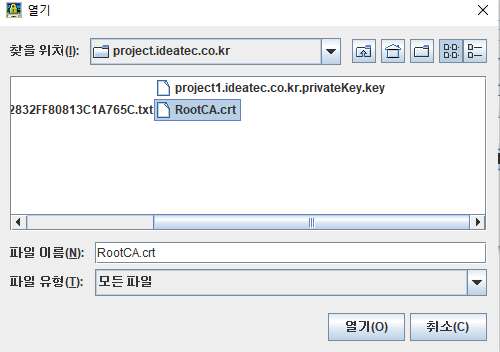 열기
찾을 위치(I):
project.ideatec.co.kr
project1.ideatec.co.kr.privateKey.key
2832FF80813C1A765C.txt
RootCA.crt
파일 이름(N):
RootCA.crt
파일 유형(T):
모든 파일
열기(O)
취소(C)